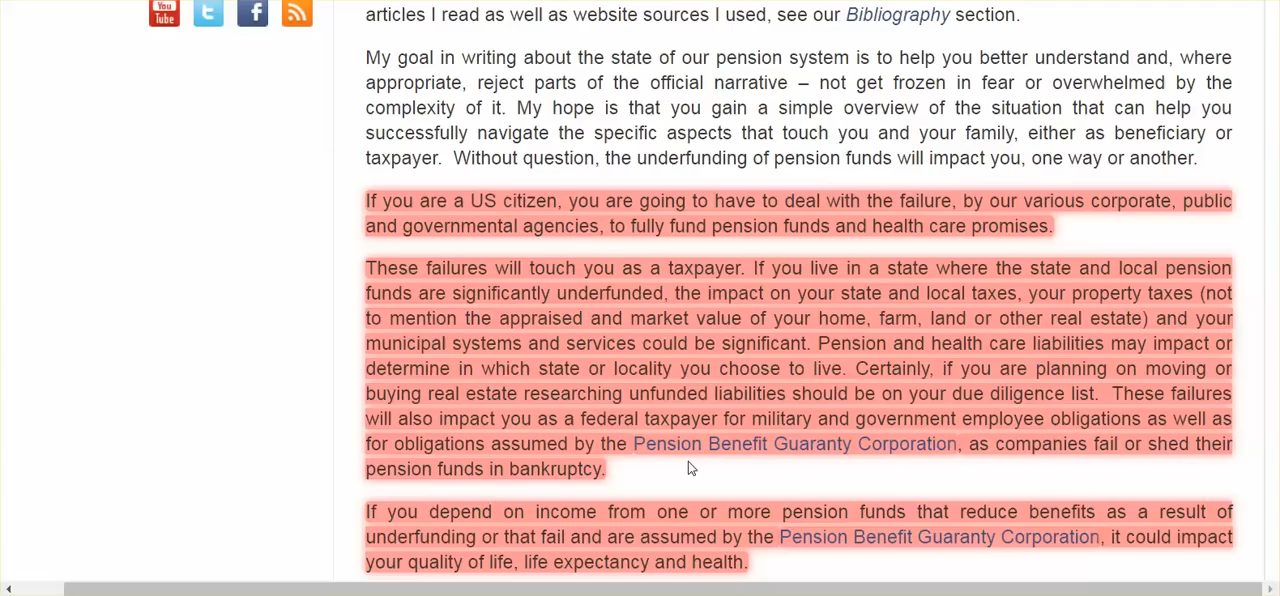 You
Tube
articles I read as well as website sources I used, see our Bibliography section.
My goal in writing about the state of our pension system is to help you better understand and, where
appropriate, reject parts of the official narrative – not get frozen in fear or overwhelmed by the
complexity of it. My hope is that you gain a simple overview of the situation that can help you
successfully navigate the specific aspects that touch you and your family, either as beneficiary or
taxpayer. Without question, the underfunding of pension funds will impact you, one way or another.
If you are a US citizen, you are going to have to deal with the failure, by our various corporate, public
and governmental agencies, to fully fund pension funds and health care promises.
These failures will touch you as a taxpayer. If you live in a state where the state and local pension
funds are significantly underfunded, the impact on your state and local taxes, your property taxes (not
to mention the appraised and market value of your home, farm, land or other real estate) and your
municipal systems and services could be significant. Pension and health care liabilities may impact or
determine in which state or locality you choose to live. Certainly, if you are planning on moving or
buying real estate researching unfunded liabilities should be on your due diligence list. These failures
will also impact you as a federal taxpayer for military and government employee obligations as well as
for obligations assumed by the Pension Benefit Guaranty Corporation, as companies fail or shed their
pension funds in bankruptcy.
If you depend on income from one or more pension funds that reduce benefits as a result of
underfunding or that fail and are assumed by the Pension Benefit Guaranty Corporation, it could impact
your quality of life, life expectancy and health.